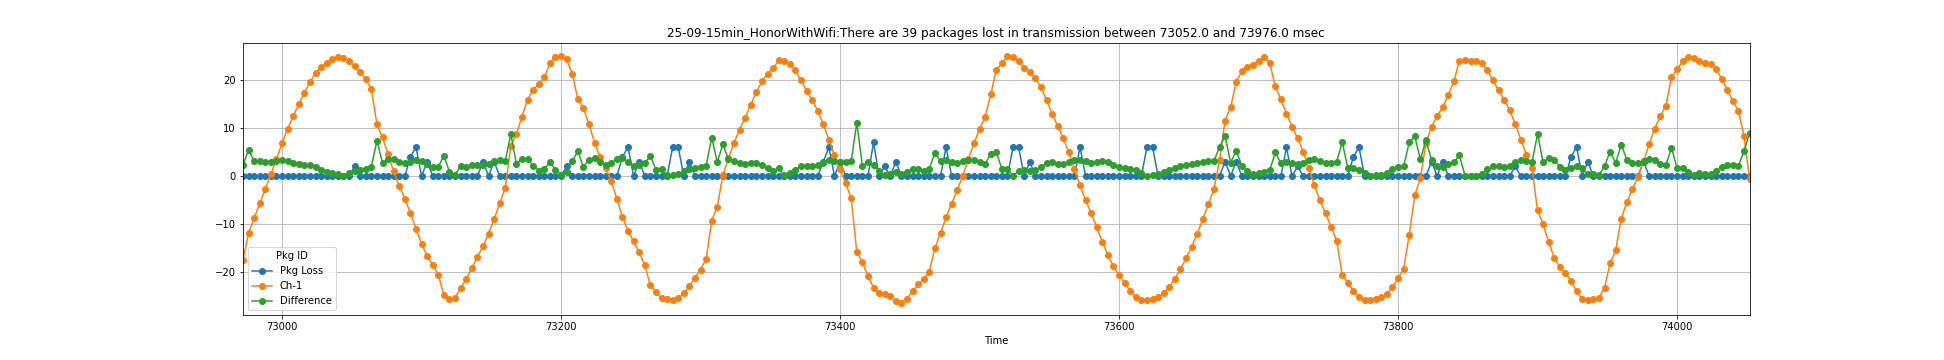 25-09-15min_HonorWithWifi:There are 39 packages lost in transmission between 73052.0 and 73976.0 msec
20
10
0
−10
−20
Pkg ID
Pkg Loss
Ch-1
Difference
73000
73200
73400
73600
73800
74000
Time